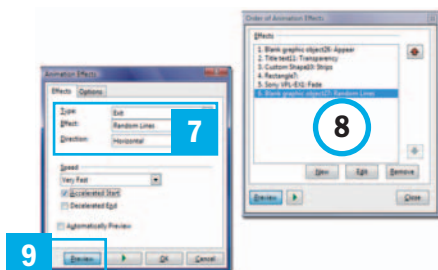 Order of Animation Effects
Effects
1. Blank graphic object26: Appear
2. Title text11: Transparency
3. Custom Shape10: Strips
4. Rectangle7:
5. Sony VPL-EX1: Fade
6. Blank graphic object27: Random Lines
8
New
Edit
Remove
Preview
Close
Animation Effects
Effects
Options
Type:
Exit
Effect:
Random Lines
Direction:
Horizontal
7
Speed
Very Fast
Accelerated Start
Decelerated End
Automatically Preview
9
Preview
OK
Cancel